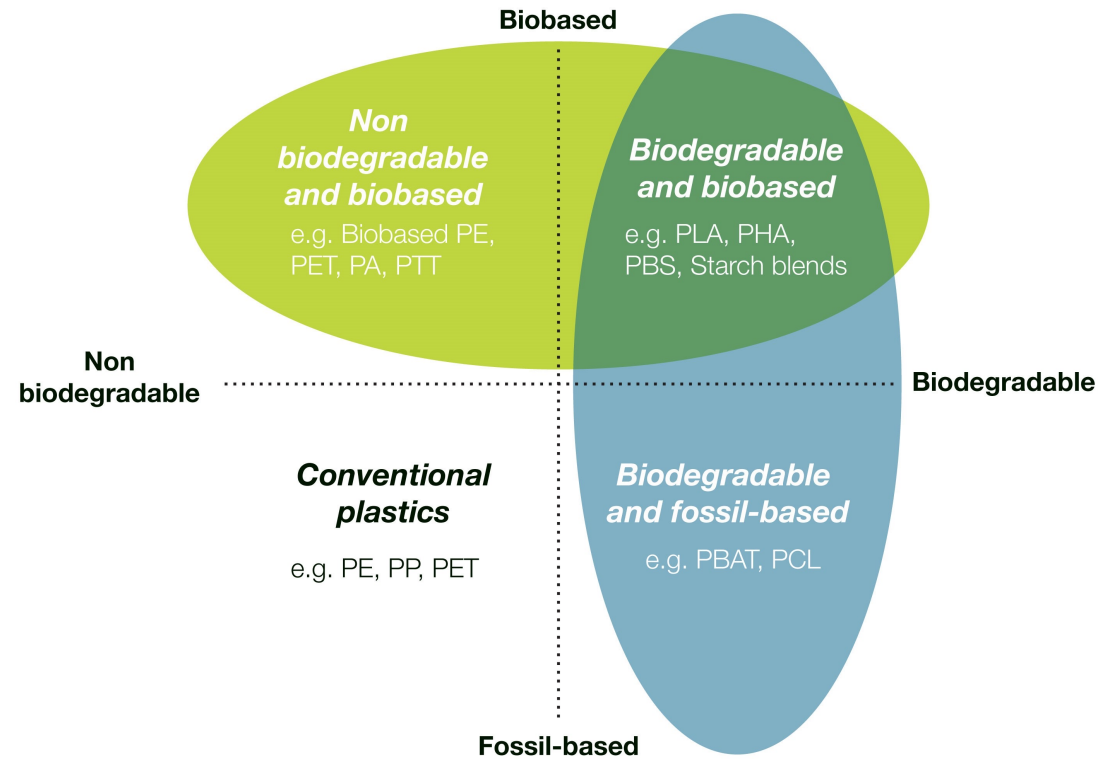 Biobased
Non
biodegradable
and biobased
e.g. Biobased PE,
PET, PA, PTT
Biodegradable
and biobased
e.g. PLA, PHA,
PBS, Starch blends
Non
biodegradable
Biodegradable
Conventional
plastics
e.g. PE, PP, PET
Biodegradable
and fossil-based
e.g. PBAT, PCL
Fossil-based